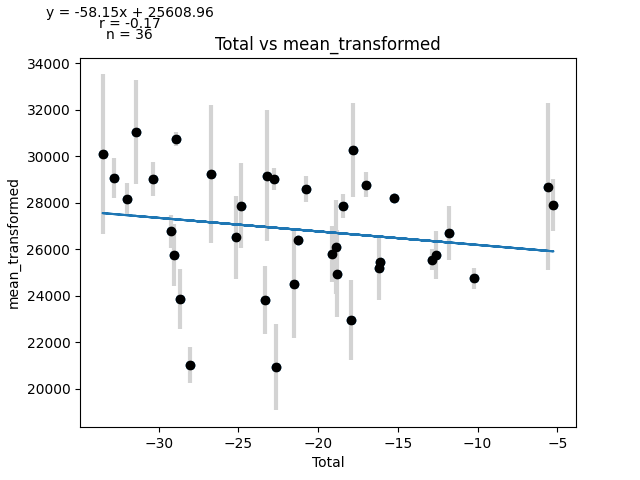 y = -58.15x + 25608.96
r = -0.17
n = 36
Total vs mean_transformed
34000
32000
30000
28000
26000
24000
22000
20000
mean_transformed
−30
−25
−20
−15
−10
−5
Total